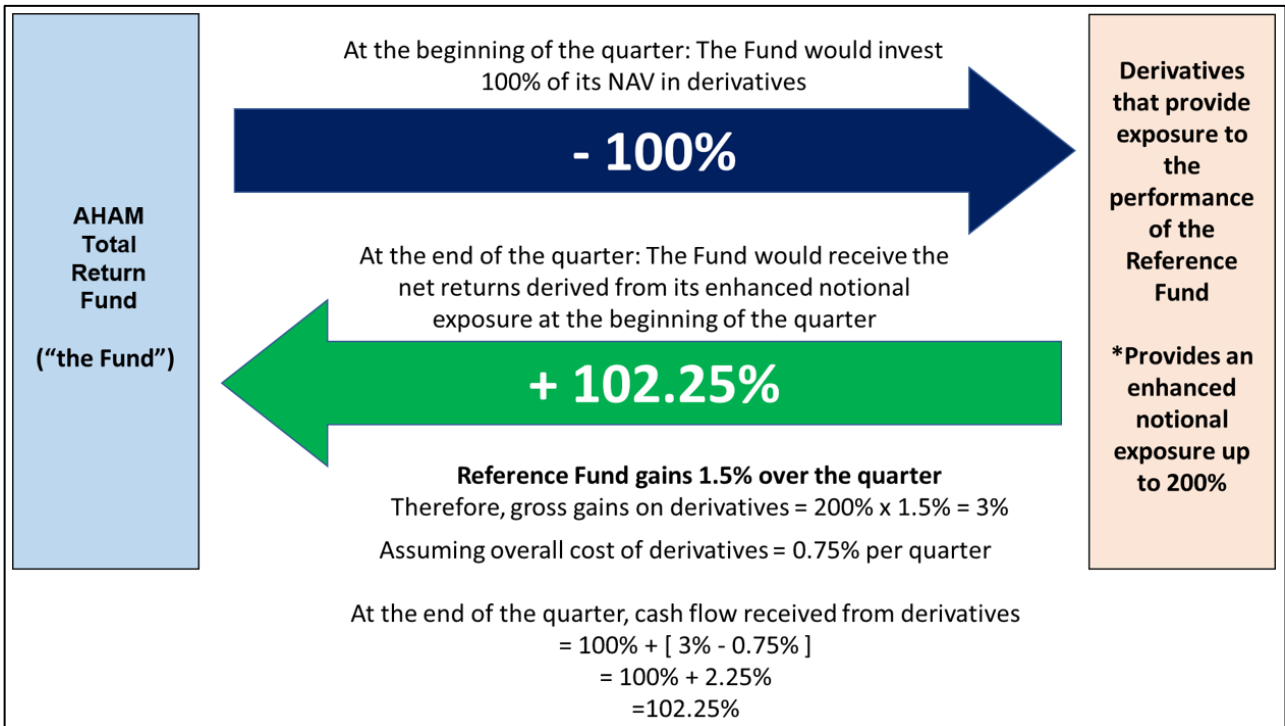 AHAM
Total
Return
Fund
(“the Fund”)
At the beginning of the quarter: The Fund would invest
100% of its NAV in derivatives
- 100%
At the end of the quarter: The Fund would receive the
net returns derived from its enhanced notional
exposure at the beginning of the quarter
+ 102.25%
Reference Fund gains 1.5% over the quarter
Therefore, gross gains on derivatives = 200% x 1.5% = 3%
Assuming overall cost of derivatives = 0.75% per quarter
At the end of the quarter, cash flow received from derivatives
= 100% + [ 3% - 0.75% ]
= 100% + 2.25%
=102.25%
Derivatives
that provide
exposure to
the
performance
of the
Reference
Fund
*Provides an
enhanced
notional
exposure up
to 200%